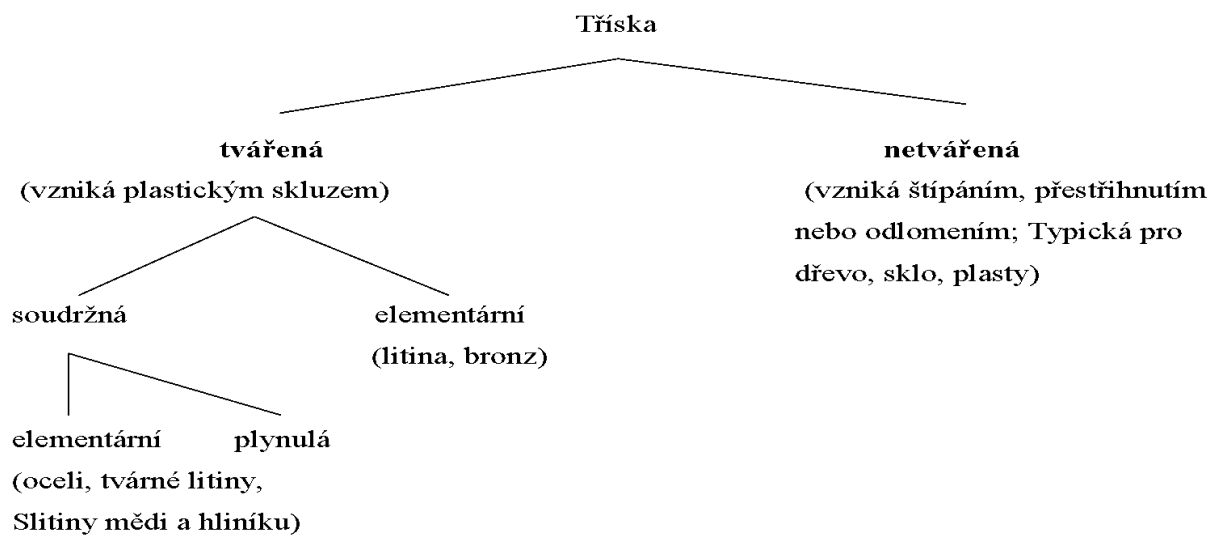 Tříska
tvářená
(vzniká plastickým skluzem)
netvářená
(vzniká štípáním, přestřihnutím
nebo odlomením; Typická pro
dřevo, sklo, plasty)
soudržná
elementární
(litina, bronz)
elementární
plynulá
(oceli, tvárné litiny,
Slitiny mědi a hliníku)